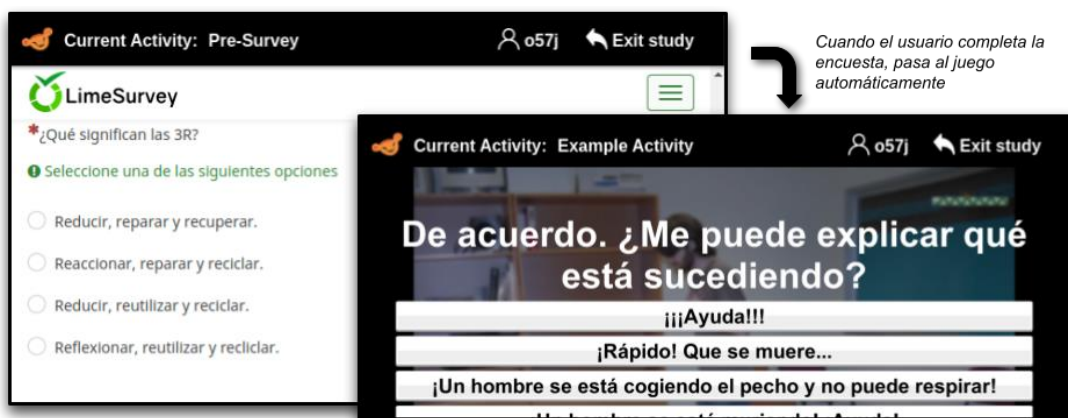 Current Activity: Pre-Survey
o57j
Exit study
Cuando el usuario completa la
encuesta, pasa al juego
automáticamente
LimeSurvey
*¿Qué significan las 3R?
Seleccione una de las siguientes opciones
Reducir, reparar y recuperar.
Reaccionar, reparar y reciclar.
Reducir, reutilizar y reciclar.
Reflexionar, reutilizar y recliclar.
Current Activity: Example Activity
o57j
Exit study
De acuerdo. ¿Me puede explicar qué
está sucediendo?
¡¡¡Ayuda!!!
¡Rápido! Que se muere...
¡Un hombre se está cogiendo el pecho y no puede respirar!